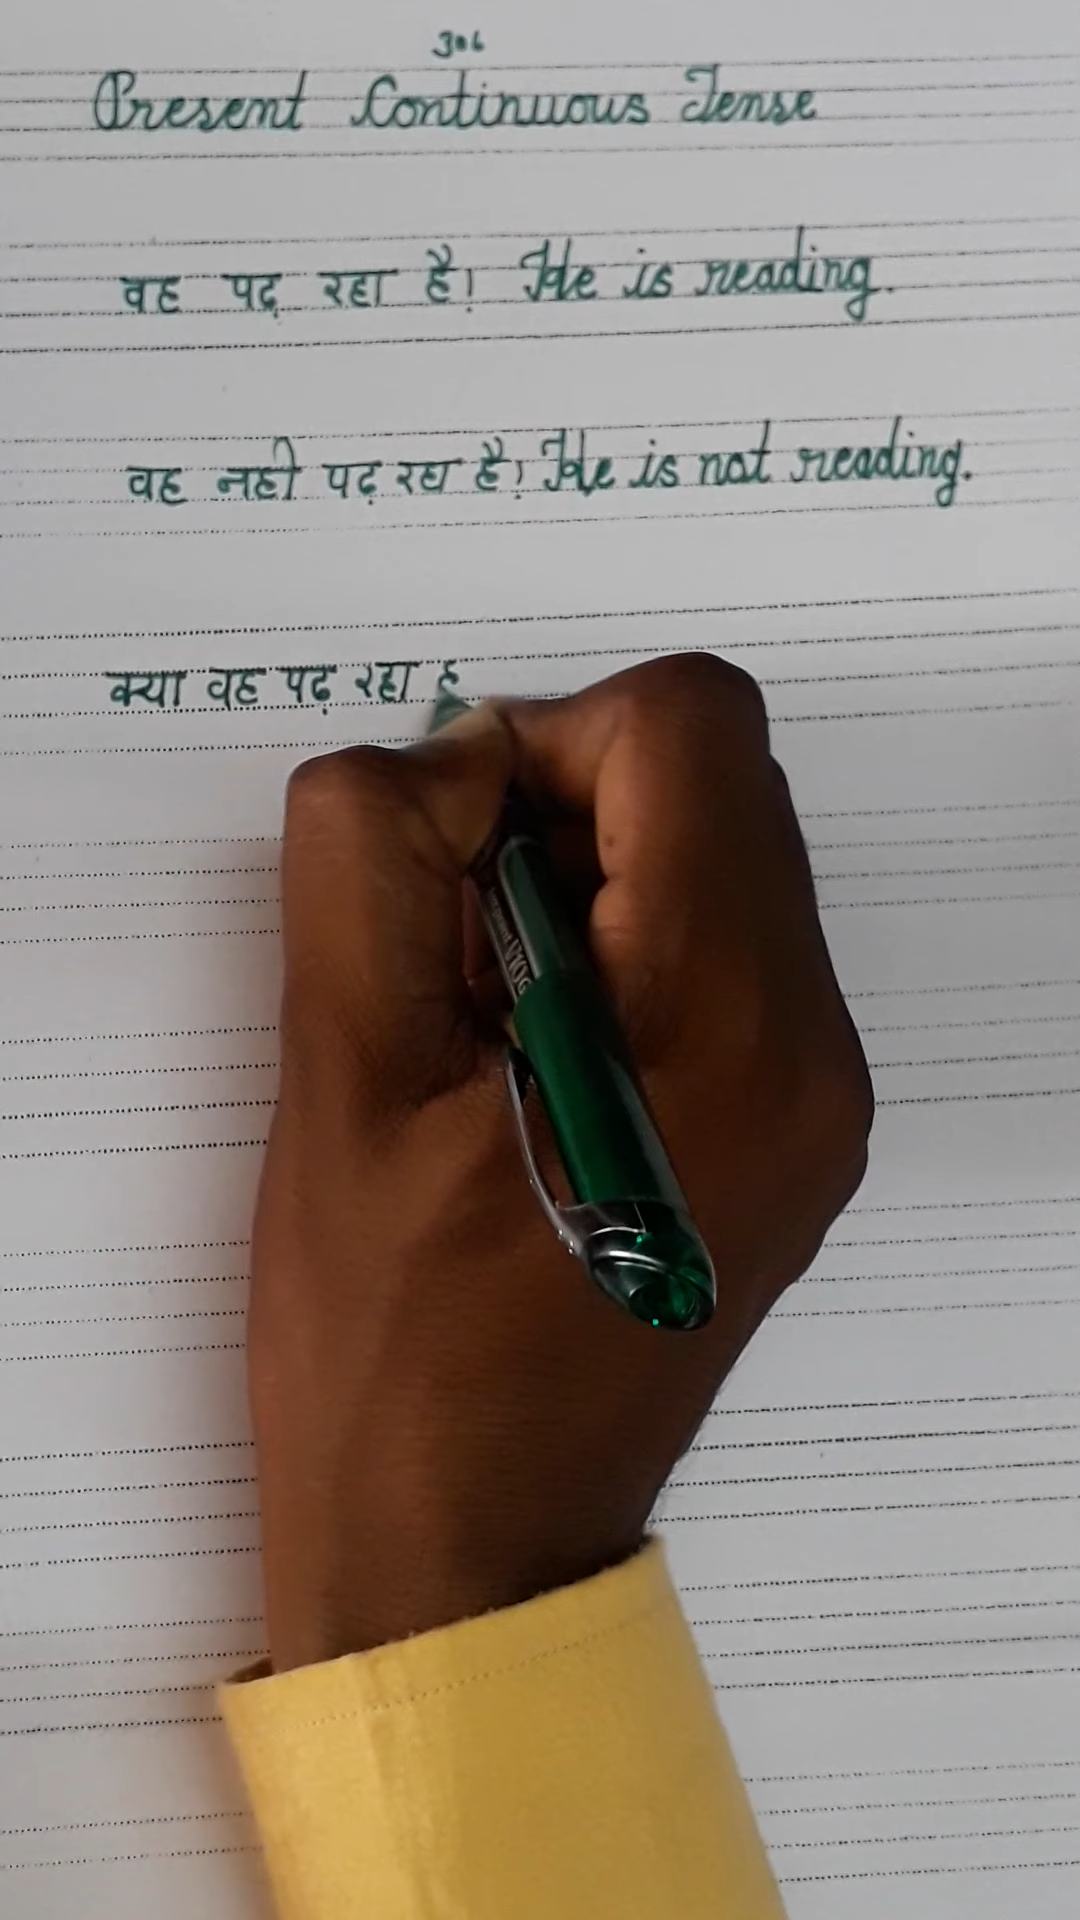 306
Present Continuous Tense
वह पढ़ रहा है। He is reading.
वह नही पढ़ रहा है। He is not reading.
क्या वह पढ़ रहा ह